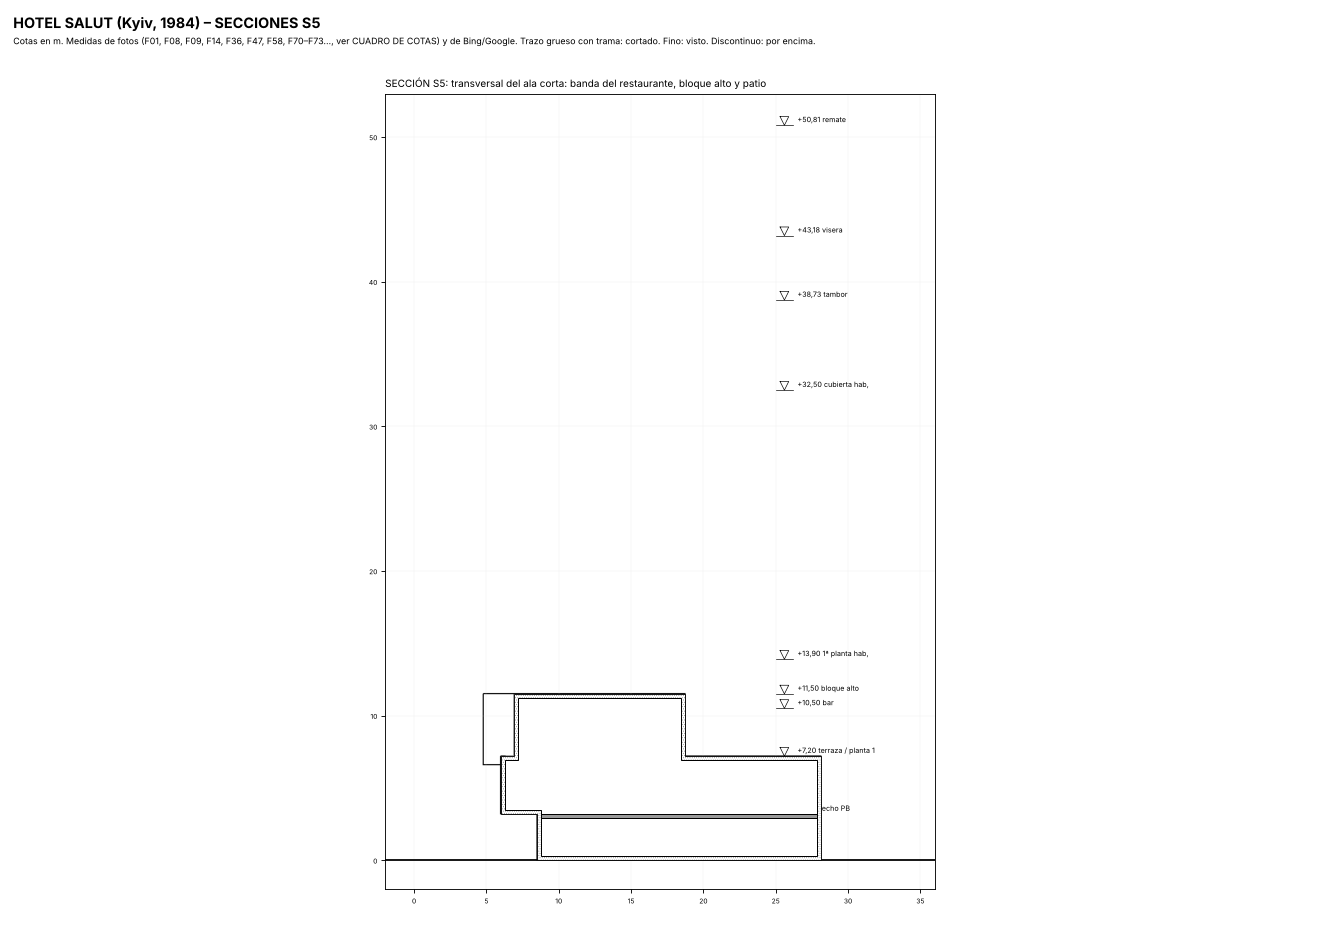 HOTEL SALUT (Kyiv, 1984) – SECCIONES S5
Cotas en m. Medidas de fotos (F01, F08, F09, F14, F36, F47, F58, F70–F73…, ver CUADRO DE COTAS) y de Bing/Google. Trazo grueso con trama: cortado. Fino: visto. Discontinuo: por encima.
SECCIÓN S5: transversal del ala corta: banda del restaurante, bloque alto y patio
+50,81 remate
50
+43,18 visera
40
+38,73 tambor
+32,50 cubierta hab,
30
20
+13,90 1ª planta hab,
+11,50 bloque alto
+10,50 bar
10
+7,20 terraza / planta 1
echo PB
0
0 5 10 15 20 25 30 35